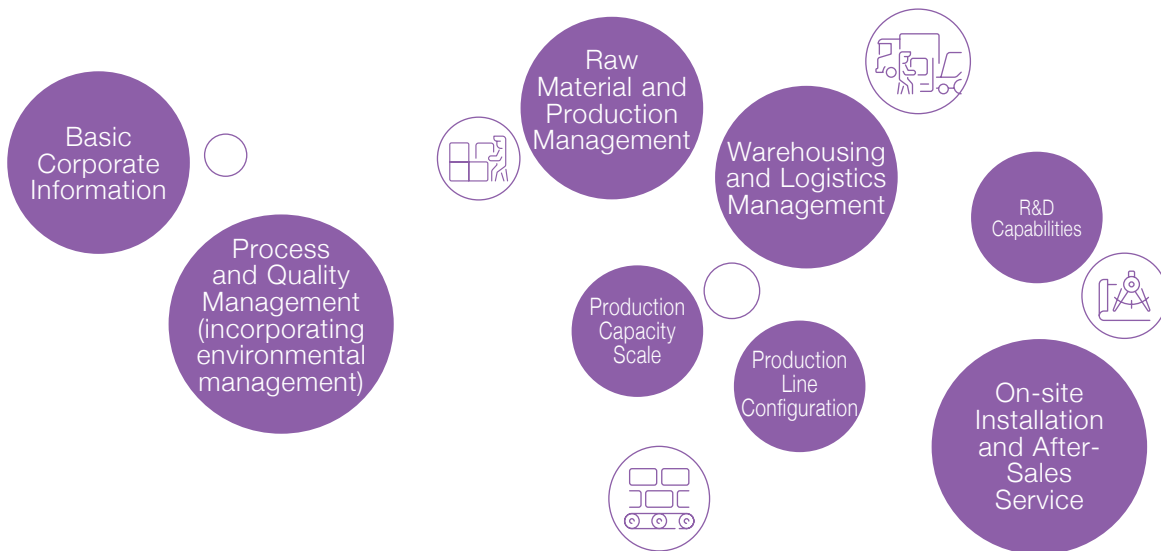 Basic
Corporate
Information
Process
and Quality
Management
(incorporating
environmental
management)
Raw
Material and
Production
Management
Warehousing
and Logistics
Management
Production
Capacity
Scale
Production
Line
Configuration
R&D
Capabilities
On-site
Installation
and After-
Sales
Service